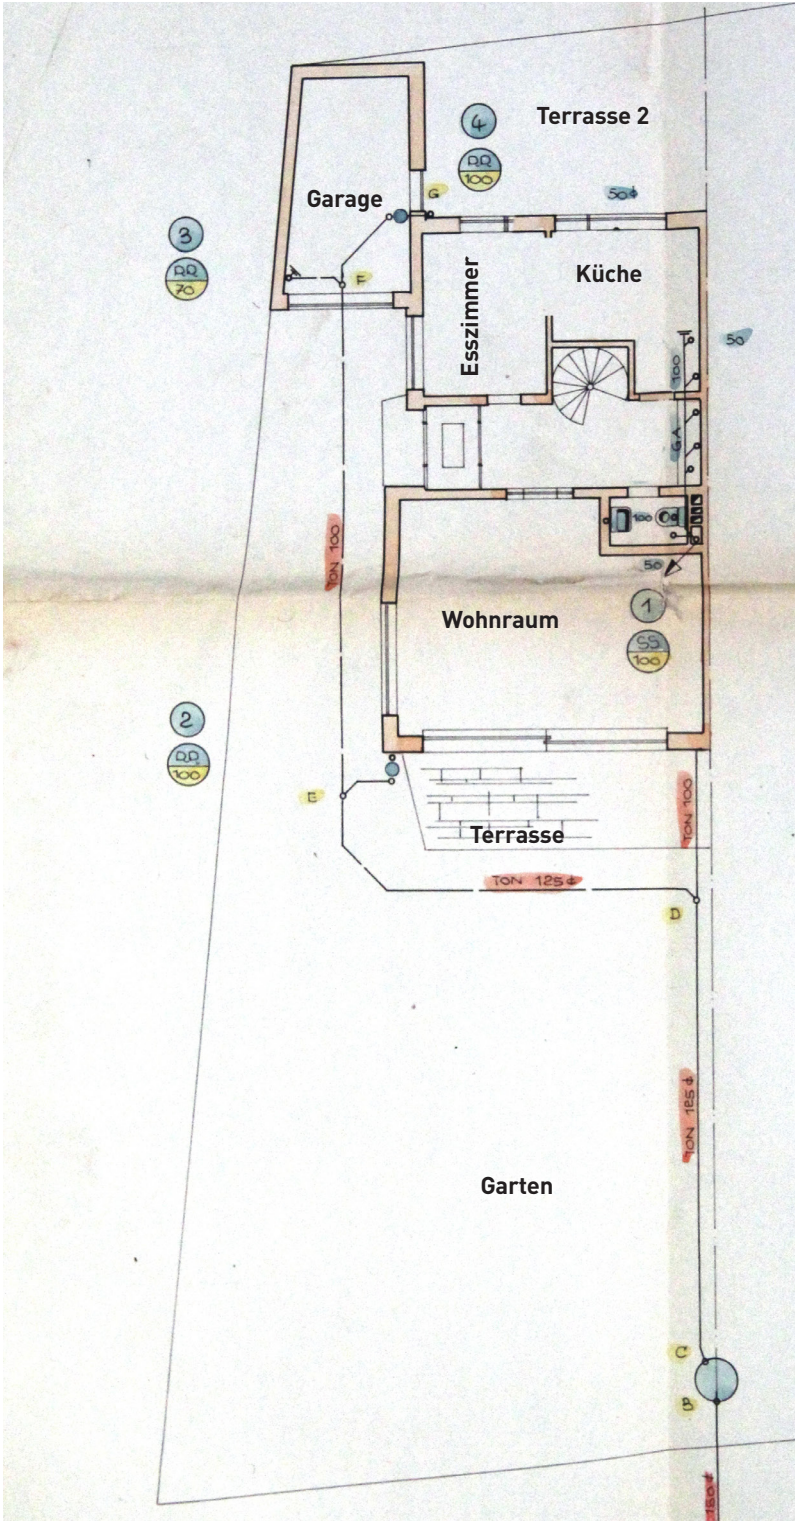 Terrasse 2
4
RR
100
G
50¢
Garage
3
RR
70
F
Esszimmer
Küche
50
100
GA
TON 100
100
50
Wohnraum
1
SS
100
2
RR
100
E
Terrasse
TON 100
TON 125¢
D
TON 125¢
Garten
C
B
150¢